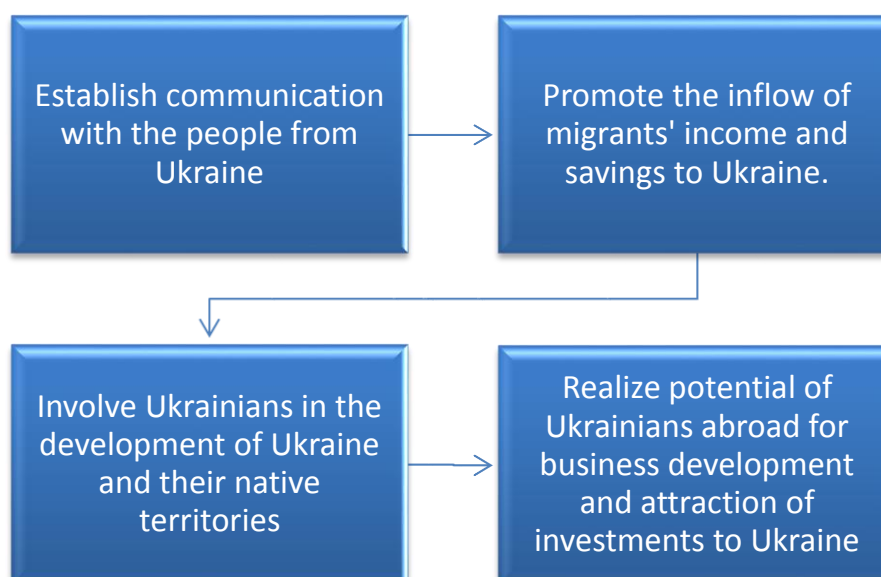 Establish communication
with the people from
Ukraine
Promote the inflow of
migrants' income and
savings to Ukraine.
Involve Ukrainians in the
development of Ukraine
and their native
territories
Realize potential of
Ukrainians abroad for
business development
and attraction of
investments to Ukraine